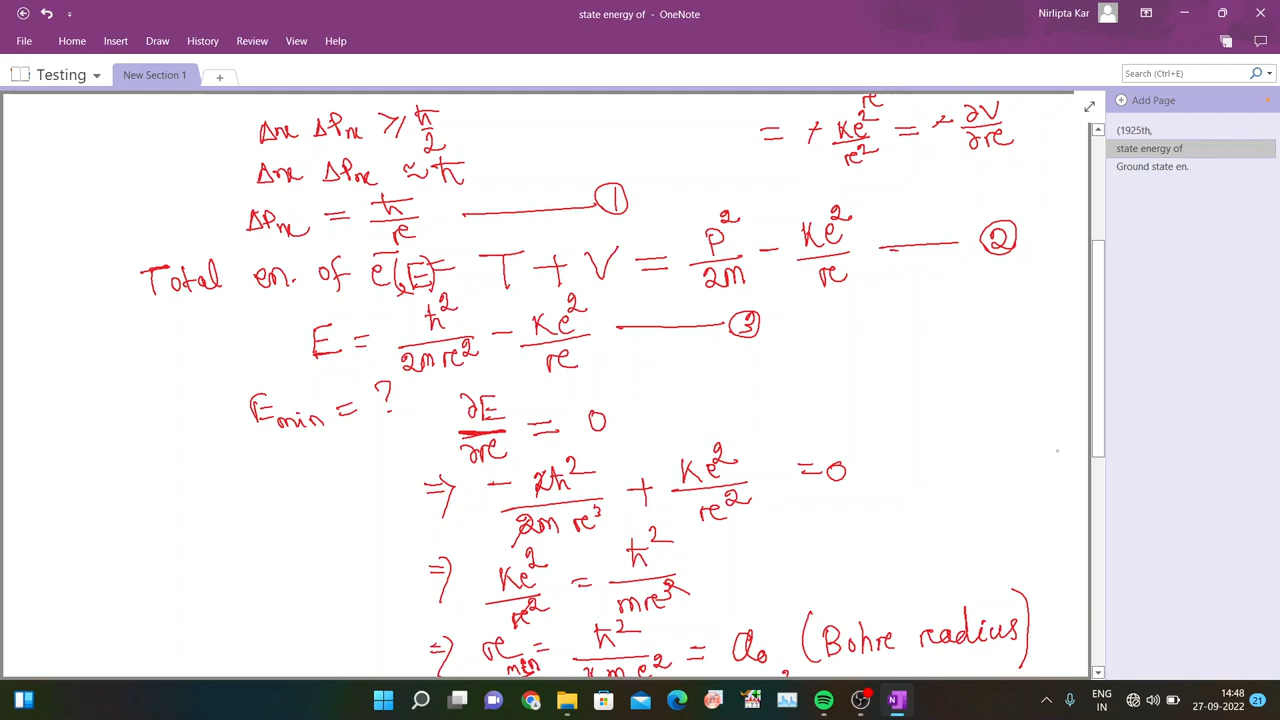 state energy of - OneNote
Nirlipta Kar
File Home Insert Draw History Review View Help
Testing
New Section 1
+
Search (Ctrl+E)
Add Page
(1925th,
state energy of
Ground state en.
Δx ΔPx ≥ ħ/2
Δx ΔPx ≈ ħ
ΔPx = ħ/r ——— ①
= + Ke²/r² = - ∂V/∂r
Total en. of e⁻(E) = T + V = P²/2m - Ke²/r ——— ②
E = ħ²/2mr² - Ke²/r ——— ③
Emin = ? ∂E/∂r = 0
⇒ - 2ħ²/2mr³ + Ke²/r² = 0
⇒ Ke²/r² = ħ²/mr³
⇒ rmin = ħ²/kme² = a₀ (Bohre radius)
ENG
IN
14:48
27-09-2022
21